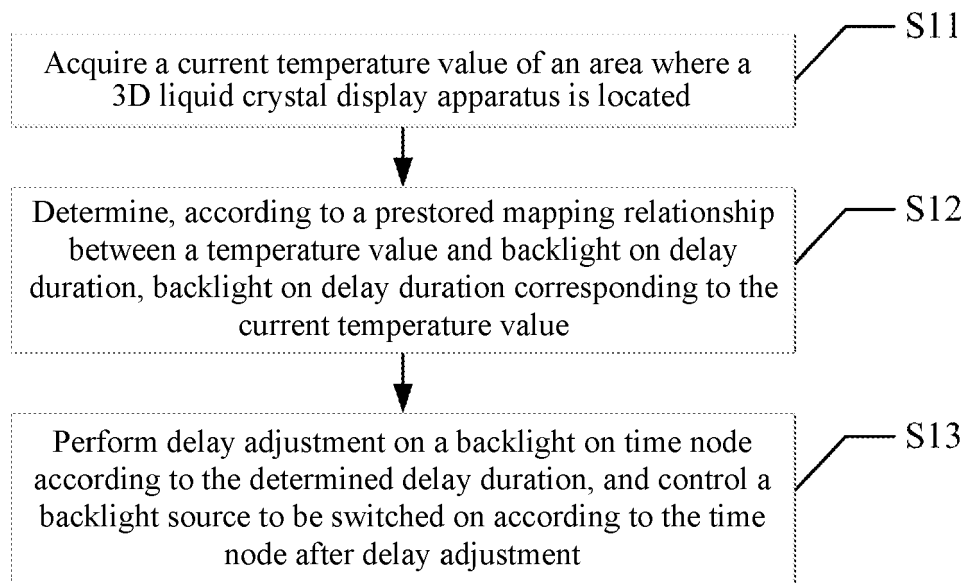 S11
Acquire a current temperature value of an area where a
3D liquid crystal display apparatus is located
S12
Determine, according to a prestored mapping relationship
between a temperature value and backlight on delay
duration, backlight on delay duration corresponding to the
current temperature value
S13
Perform delay adjustment on a backlight on time node
according to the determined delay duration, and control a
backlight source to be switched on according to the time
node after delay adjustment